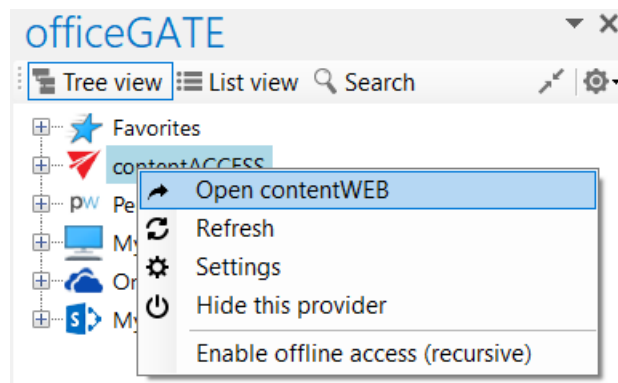 officeGATE
Tree view List view Search
Favorites
contentACCESS
Open contentWEB
Refresh
Settings
Hide this provider
Enable offline access (recursive)